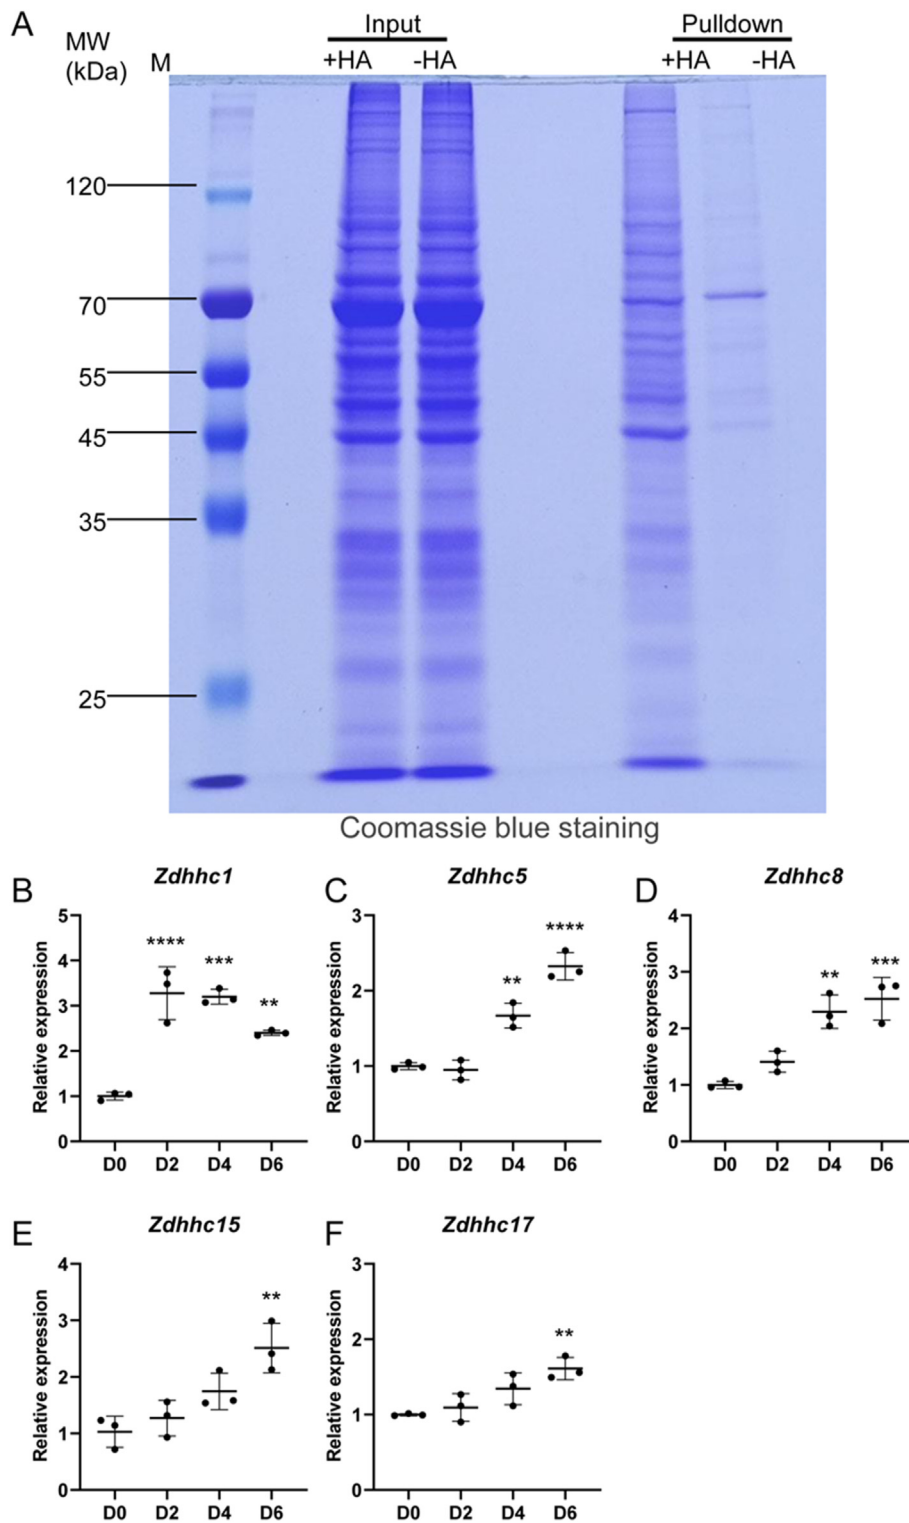 A
Input
Pulldown
MW
(kDa)
M
+HA
-HA
+HA
-HA
120
70
55
45
35
25
Coomassie blue staining
B
Zdhhc1
Relative expression
5
4
3
2
1
0
****
***
**
D0 D2 D4 D6
C
Zdhhc5
Relative expression
3
2
1
0
**
****
D0 D2 D4 D6
D
Zdhhc8
Relative expression
4
3
2
1
0
**
***
D0 D2 D4 D6
E
Zdhhc15
Relative expression
4
3
2
1
0
**
D0 D2 D4 D6
F
Zdhhc17
Relative expression
3
2
1
0
**
D0 D2 D4 D6